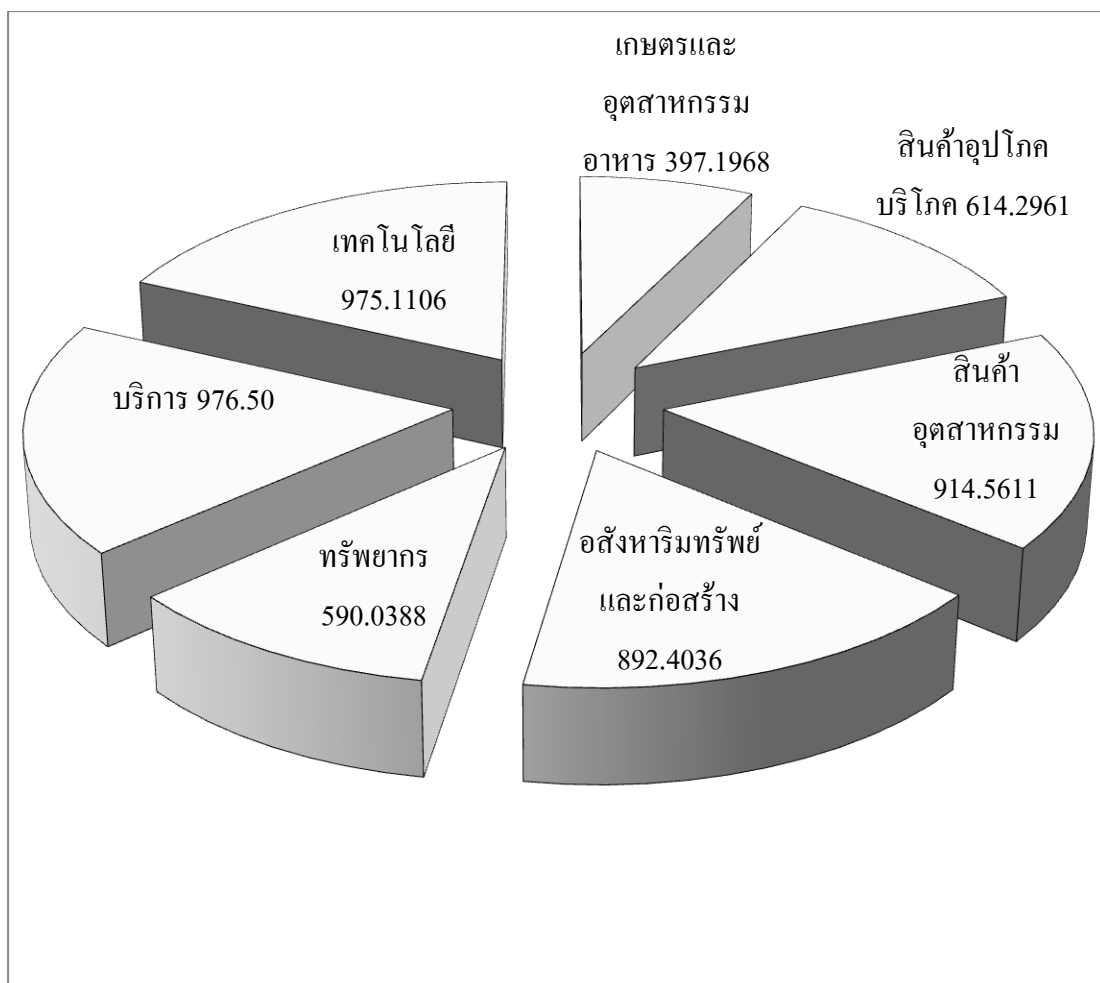 เกษตรและ
อุตสาหกรรม
อาหาร 397.1968
สินค้าอุปโภค
บริโภค 614.2961
เทคโนโลยี
975.1106
สินค้า
อุตสาหกรรม
914.5611
บริการ 976.50
อสังหาริมทรัพย์
และก่อสร้าง
892.4036
ทรัพยากร
590.0388